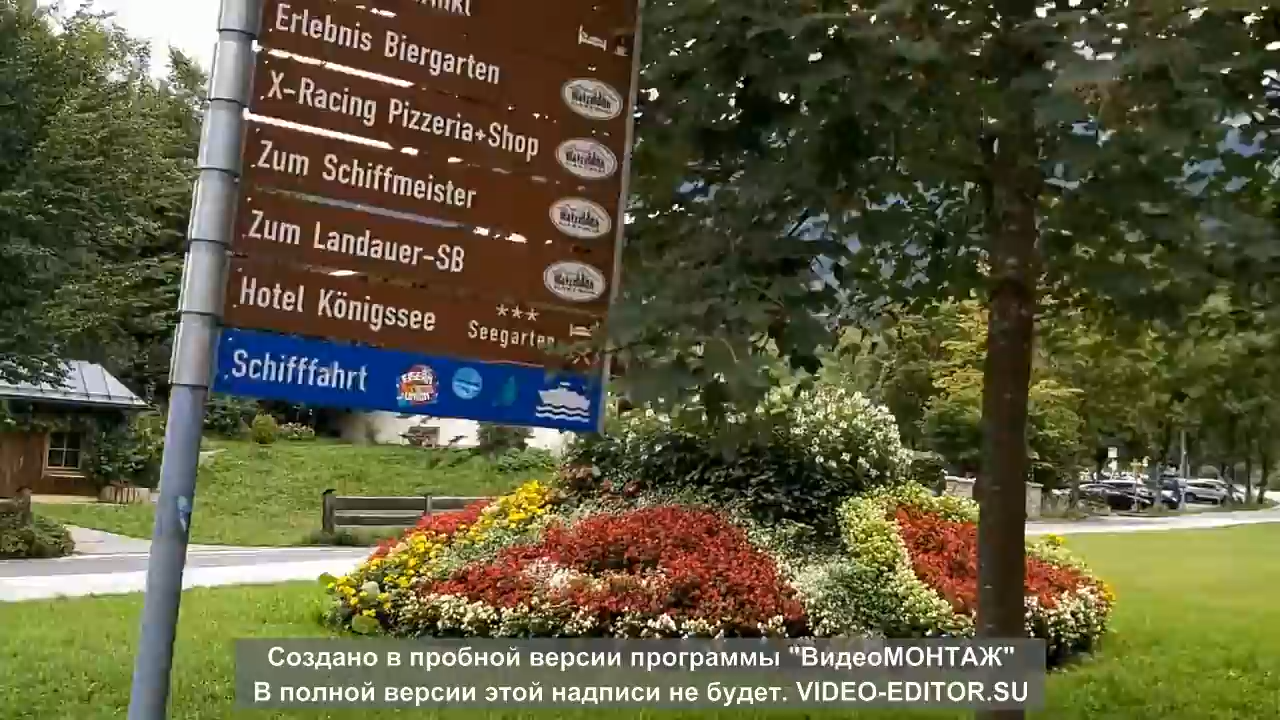 Erlebnis Biergarten
X-Racing Pizzeria+Shop
Zum Schiffmeister
Zum Landauer-SB
Hotel Königssee
Seegarten
Schifffahrt
Создано в пробной версии программы "ВидеоМОНТАЖ"
В полной версии этой надписи не будет. VIDEO-EDITOR.SU